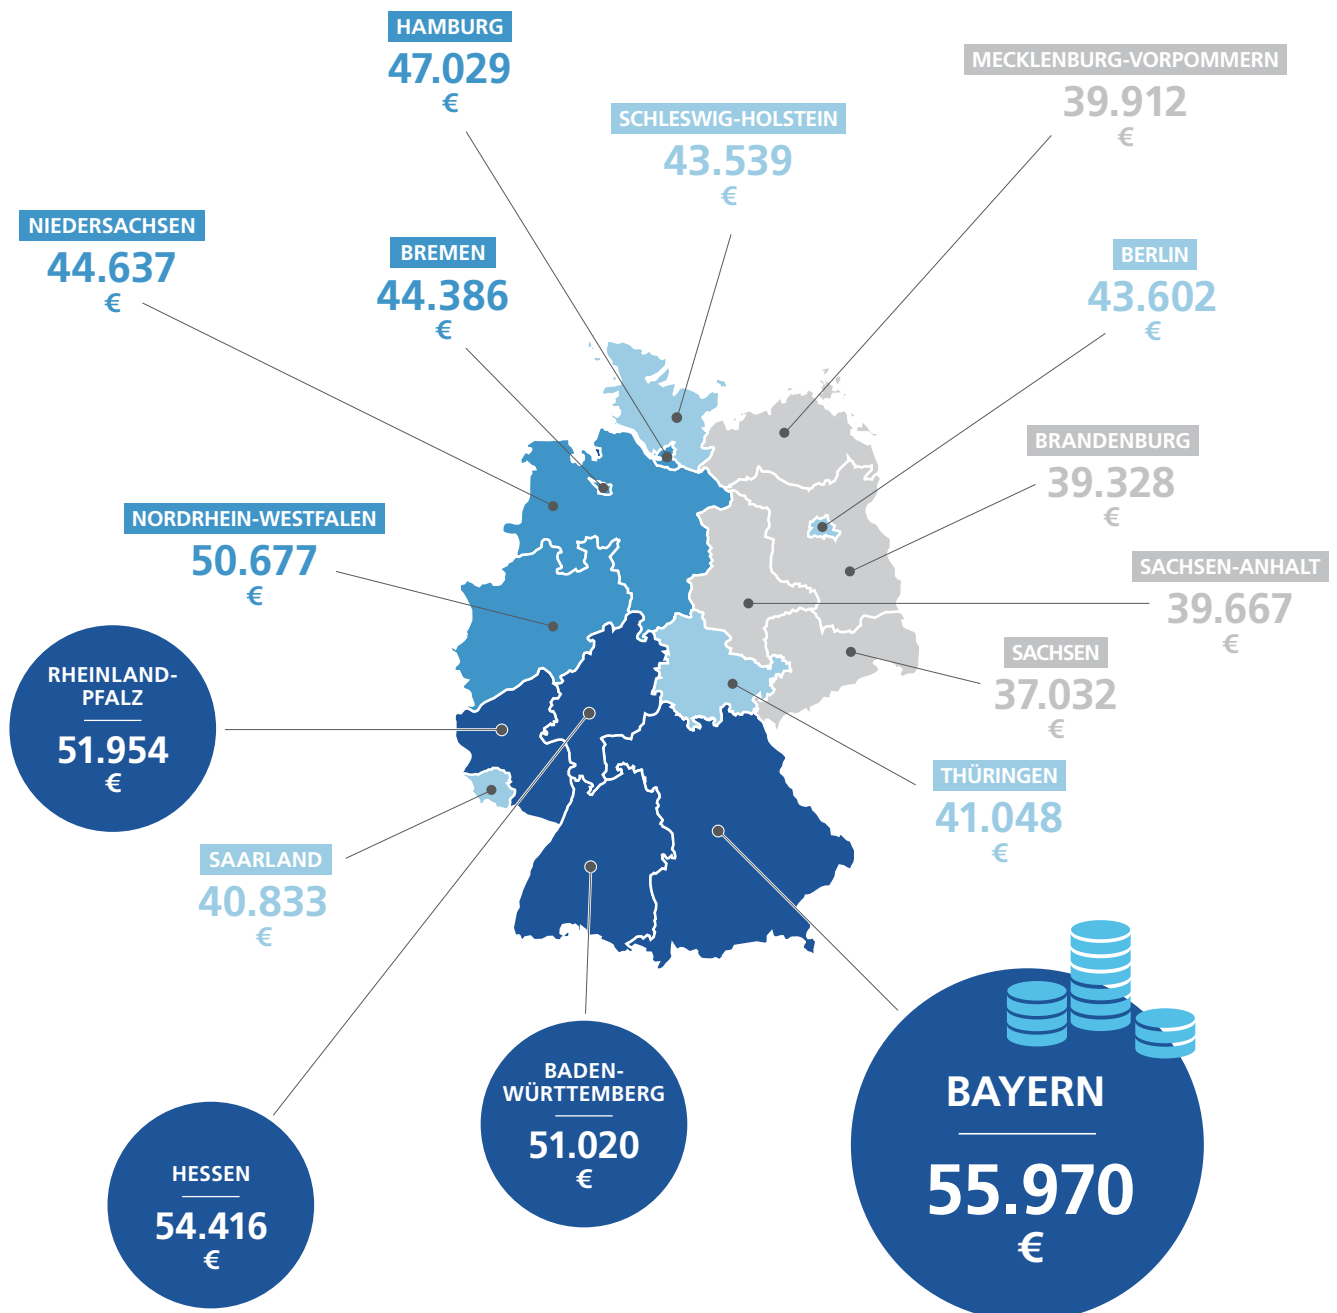 HAMBURG
47.029
€
MECKLENBURG-VORPOMMERN
39.912
€
SCHLESWIG-HOLSTEIN
43.539
€
NIEDERSACHSEN
44.637
€
BREMEN
44.386
€
BERLIN
43.602
€
BRANDENBURG
39.328
€
NORDRHEIN-WESTFALEN
50.677
€
SACHSEN-ANHALT
39.667
€
SACHSEN
37.032
€
RHEINLAND-
PFALZ
51.954
€
THÜRINGEN
41.048
€
SAARLAND
40.833
€
BADEN-
WÜRTTEMBERG
51.020
€
BAYERN
55.970
€
HESSEN
54.416
€